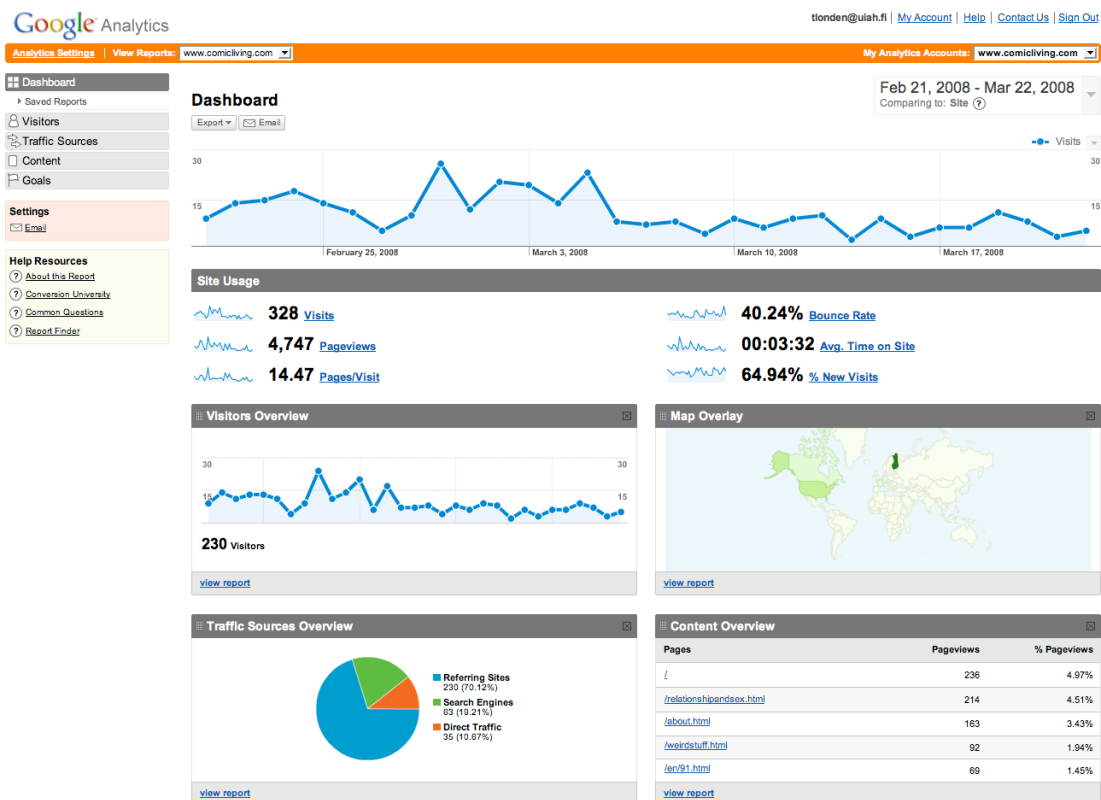 Google Analytics
tlonden@uiah.fi | My Account | Help | Contact Us | Sign Out
Analytics Settings | View Reports: www.comicliving.com
My Analytics Accounts: www.comicliving.com
Dashboard
Saved Reports
Visitors
Traffic Sources
Content
Goals
Settings
Email
Help Resources
About this Report
Conversion University
Common Questions
Report Finder
Dashboard
Export
Email
Feb 21, 2008 - Mar 22, 2008
Comparing to: Site
Visits
30 30
15 15
February 25, 2008 March 3, 2008 March 10, 2008 March 17, 2008
Site Usage
328 Visits
4,747 Pageviews
14.47 Pages/Visit
40.24% Bounce Rate
00:03:32 Avg. Time on Site
64.94% % New Visits
Visitors Overview
30 30
15 15
230 Visitors
view report
Map Overlay
view report
Traffic Sources Overview
Referring Sites
230 (70.12%)
Search Engines
63 (19.21%)
Direct Traffic
35 (10.67%)
view report
Content Overview
Pages Pageviews % Pageviews
/ 236 4.97%
/relationshipandsex.html 214 4.51%
/about.html 163 3.43%
/weirdstuff.html 92 1.94%
/en/91.html 69 1.45%
view report